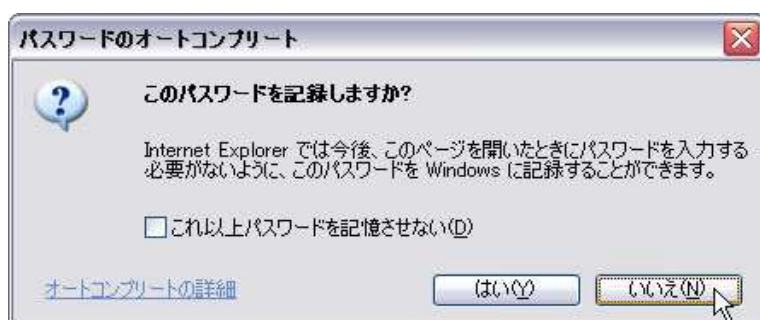 パスワードのオートコンプリート
このパスワードを記録しますか?
Internet Explorer では今後、このページを開いたときにパスワードを入力する
必要がないように、このパスワードを Windows に記録することができます。
これ以上パスワードを記憶させない(D)
オートコンプリートの詳細 はい(Y) いいえ(N)